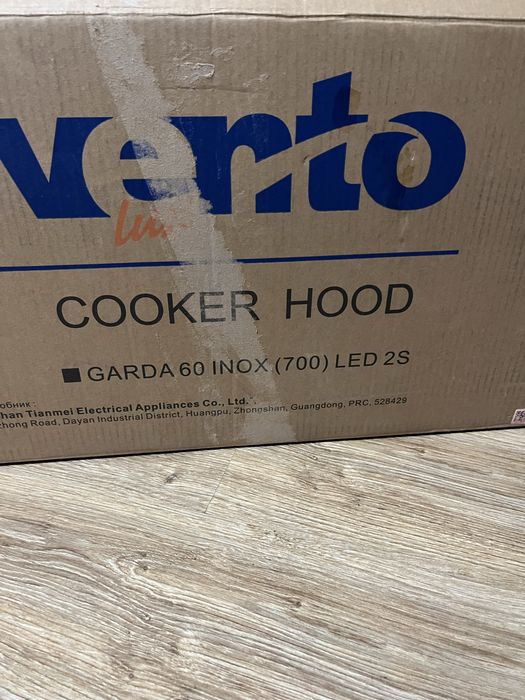 vento
COOKER HOOD
GARDA 60 INOX (700) LED 2S
Tianmei Electrical Appliances Co., Ltd.
Road, Dayan Industrial District, Huangpu, Zhongshan, Guangdong, PRC, 528429